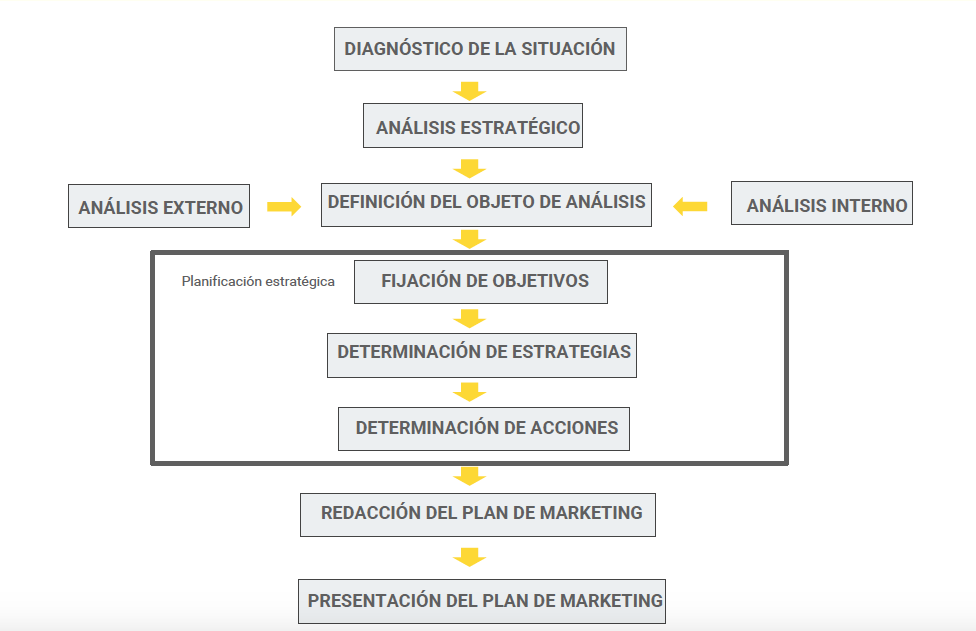 DIAGNÓSTICO DE LA SITUACIÓN
ANÁLISIS ESTRATÉGICO
ANÁLISIS EXTERNO
DEFINICIÓN DEL OBJETO DE ANÁLISIS
ANÁLISIS INTERNO
Planificación estratégica
FIJACIÓN DE OBJETIVOS
DETERMINACIÓN DE ESTRATEGIAS
DETERMINACIÓN DE ACCIONES
REDACCIÓN DEL PLAN DE MARKETING
PRESENTACIÓN DEL PLAN DE MARKETING